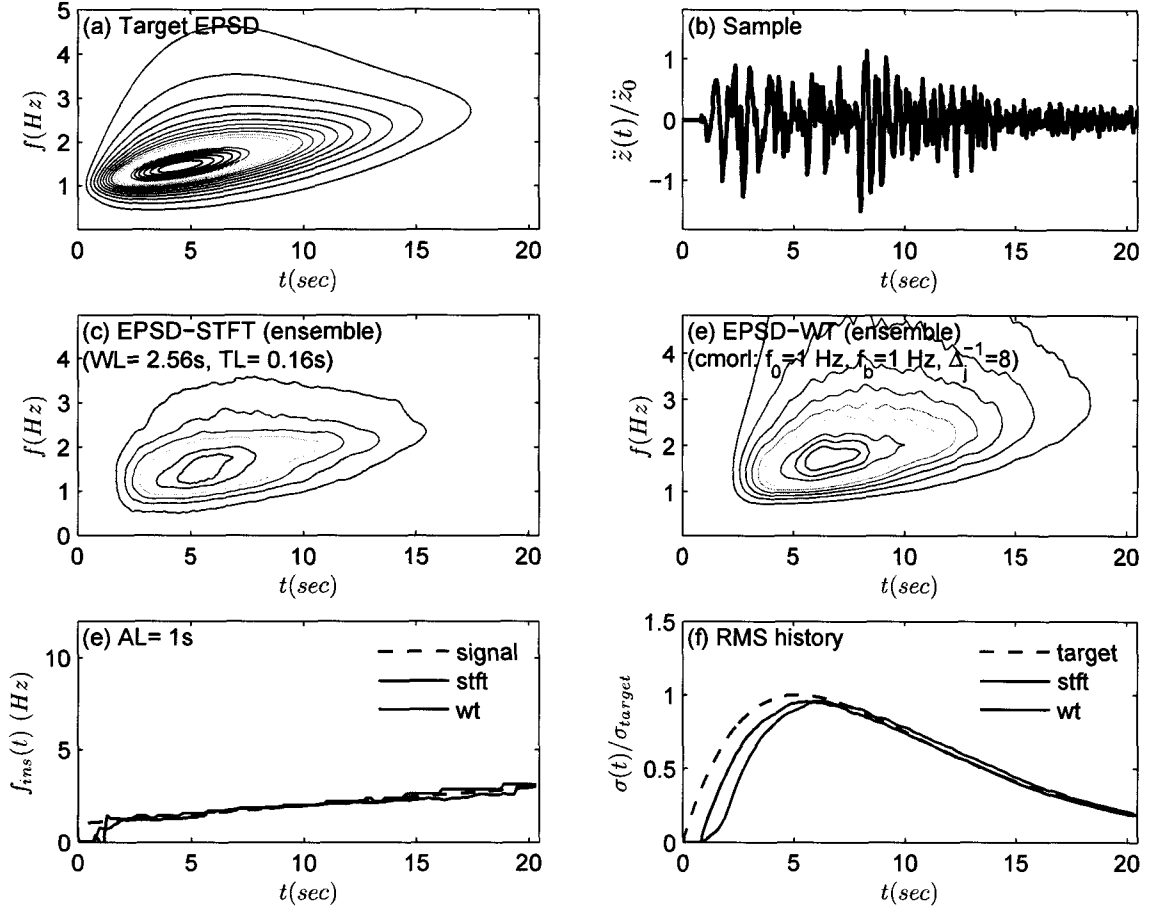 (a) Target EPSD
5
4
3
2
1
f(Hz)
0 5 10 15 20
t(sec)
(b) Sample
1
0
−1
z̈(t)/z̈₀
0 5 10 15 20
t(sec)
(c) EPSD−STFT (ensemble)
(WL= 2.56s, TL= 0.16s)
4
3
2
1
0
f(Hz)
0 5 10 15 20
t(sec)
(e) EPSD−WT (ensemble)
(cmorl: f₀=1 Hz, f_b=1 Hz, Δ_j⁻¹=8)
4
3
2
1
f(Hz)
0 5 10 15 20
t(sec)
(e) AL= 1s
signal
stft
wt
10
5
0
f_ins(t) (Hz)
0 5 10 15 20
t(sec)
(f) RMS history
target
stft
wt
1.5
1
0.5
0
σ(t)/σ_target
0 5 10 15 20
t(sec)